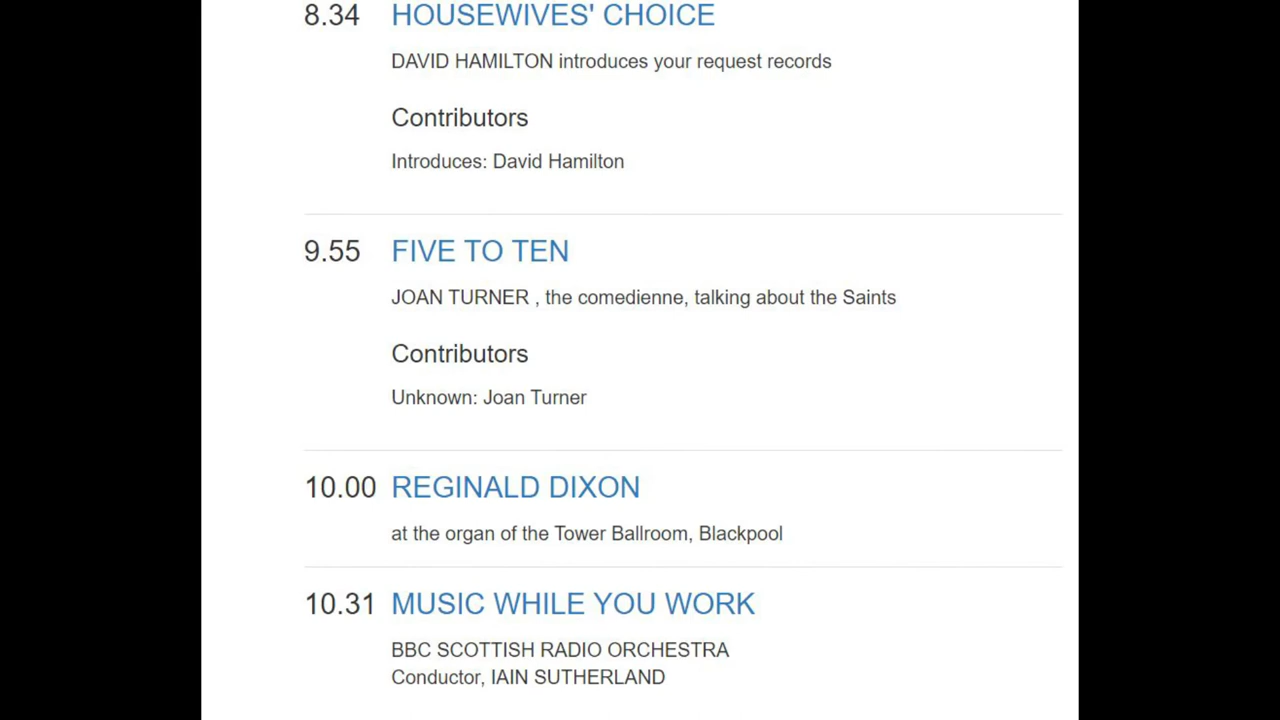 8.34 HOUSEWIVES' CHOICE
DAVID HAMILTON introduces your request records
Contributors
Introduces: David Hamilton
9.55 FIVE TO TEN
JOAN TURNER , the comedienne, talking about the Saints
Contributors
Unknown: Joan Turner
10.00 REGINALD DIXON
at the organ of the Tower Ballroom, Blackpool
10.31 MUSIC WHILE YOU WORK
BBC SCOTTISH RADIO ORCHESTRA
Conductor, IAIN SUTHERLAND